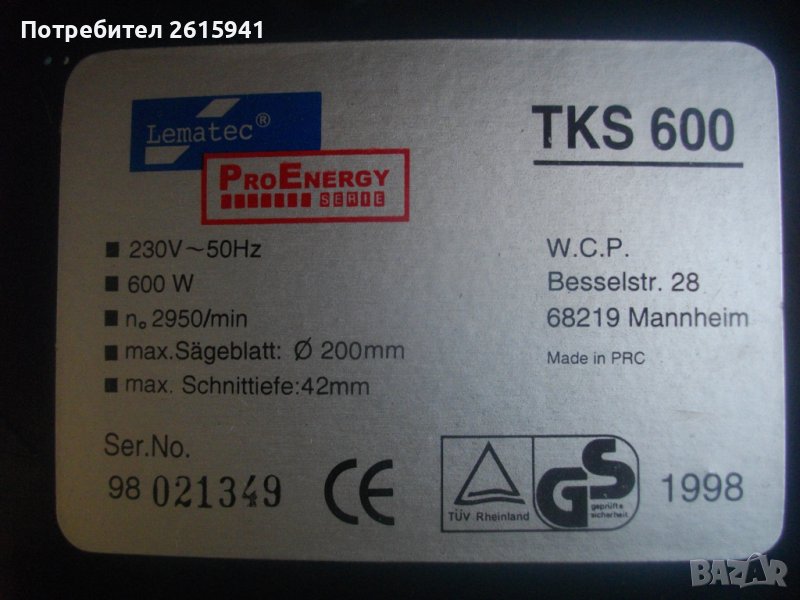 Потребител 2615941
Lematec®
PROENERGY
SERIE
TKS 600
230V~50Hz
600 W
n₀ 2950/min
max.Sägeblatt: Ø 200mm
max. Schnittiefe:42mm
W.C.P.
Besselstr. 28
68219 Mannheim
Made in PRC
Ser.No.
98 021349
CE
TÜV Rheinland
GS
geprüfte
sicherheit
1998
BAZAR